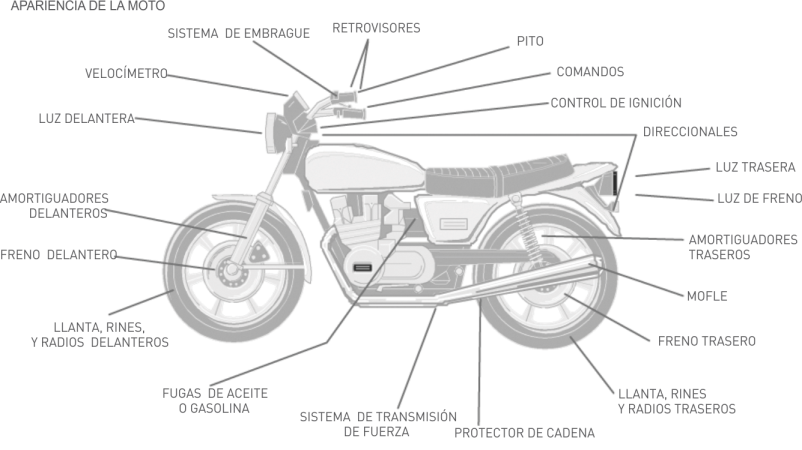 APARIENCIA DE LA MOTO
SISTEMA DE EMBRAGUE
RETROVISORES
PITO
VELOCÍMETRO
COMANDOS
CONTROL DE IGNICIÓN
LUZ DELANTERA
DIRECCIONALES
LUZ TRASERA
LUZ DE FRENO
AMORTIGUADORES
DELANTEROS
AMORTIGUADORES
TRASEROS
FRENO DELANTERO
MOFLE
LLANTA, RINES,
Y RADIOS DELANTEROS
FRENO TRASERO
FUGAS DE ACEITE
O GASOLINA
LLANTA, RINES
Y RADIOS TRASEROS
SISTEMA DE TRANSMISIÓN
DE FUERZA
PROTECTOR DE CADENA